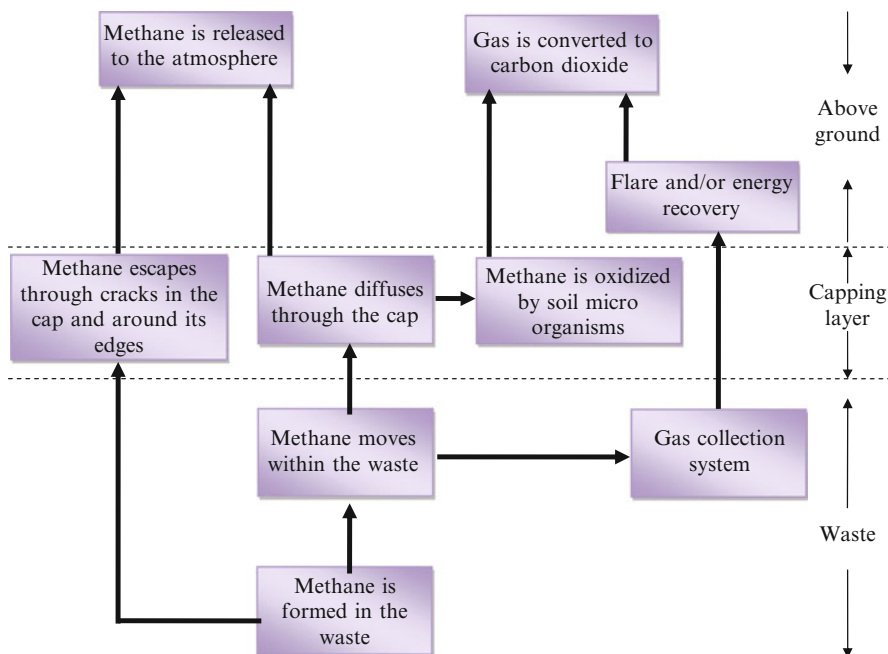 Methane is released
to the atmosphere
Gas is converted to
carbon dioxide
Above
ground
Flare and/or energy
recovery
Methane escapes
through cracks in the
cap and around its
edges
Methane diffuses
through the cap
Methane is oxidized
by soil micro
organisms
Capping
layer
Methane moves
within the waste
Gas collection
system
Waste
Methane is
formed in the
waste